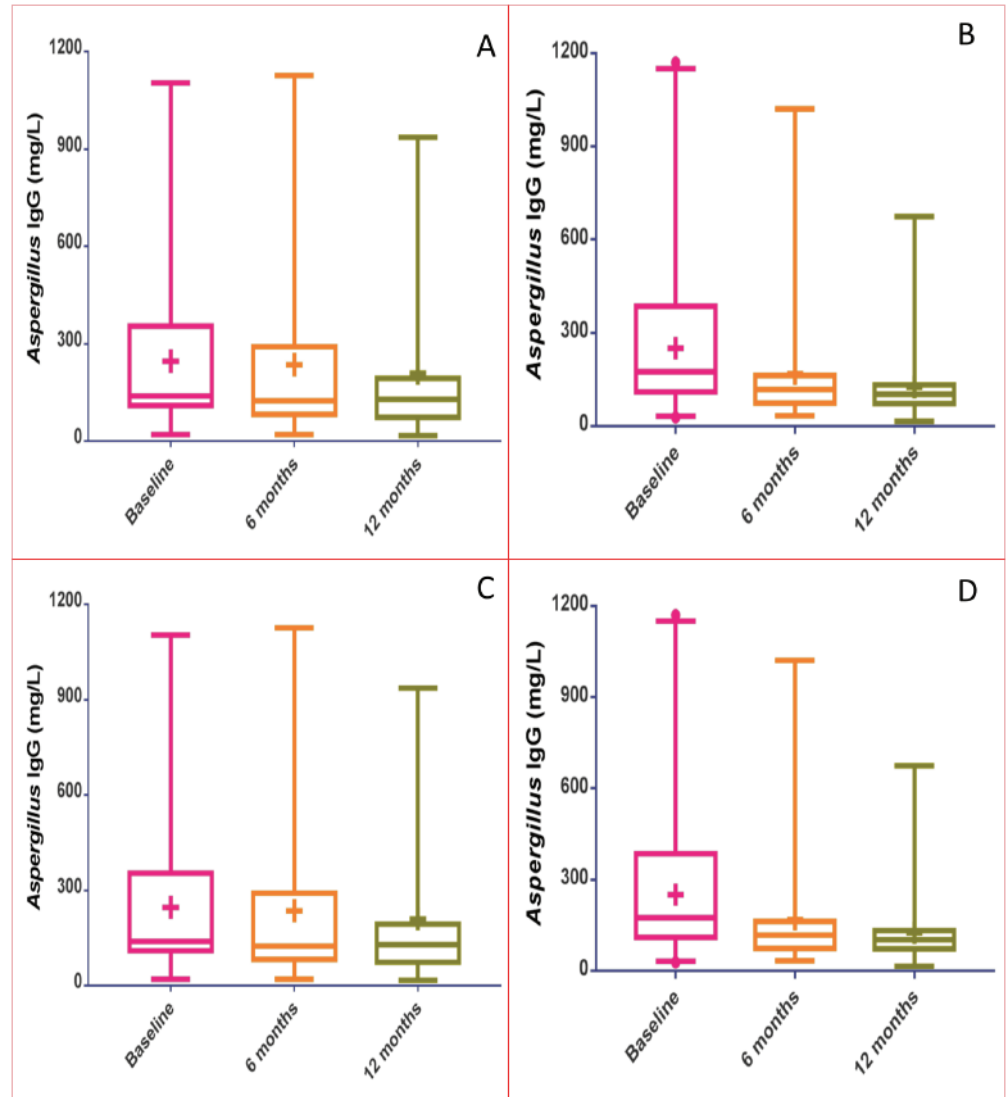 A
Aspergillus IgG (mg/L)
1200
900
600
300
0
Baseline
6 months
12 months
B
Aspergillus IgG (mg/L)
1200
900
600
300
0
Baseline
6 months
12 months
C
Aspergillus IgG (mg/L)
1200
900
600
300
0
Baseline
6 months
12 months
D
Aspergillus IgG (mg/L)
1200
900
600
300
0
Baseline
6 months
12 months